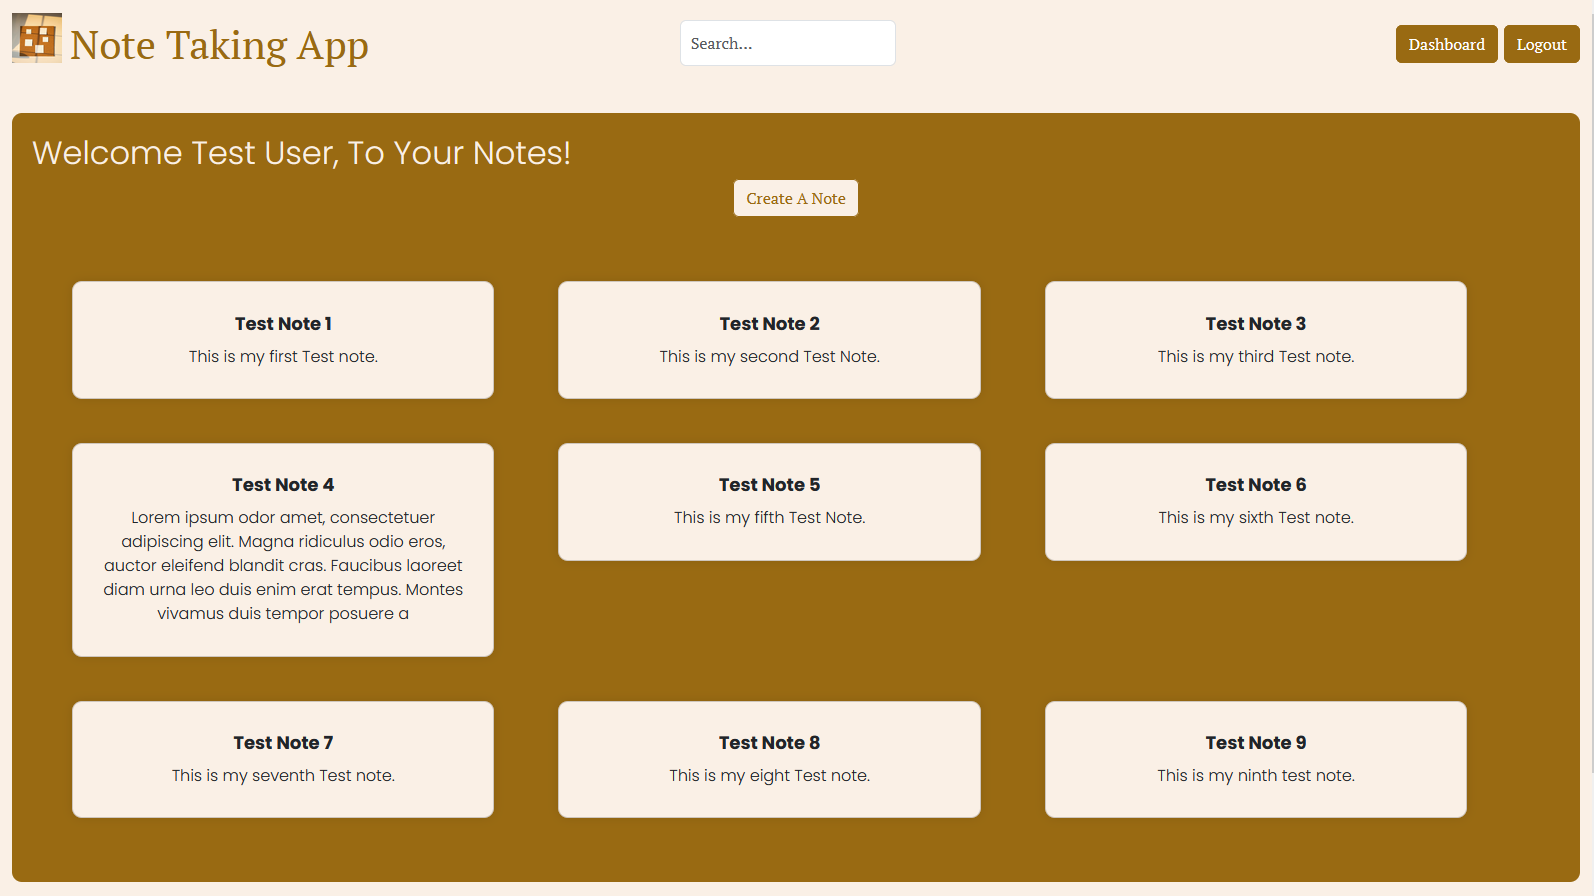 Note Taking App
Search...
Dashboard
Logout
Welcome Test User, To Your Notes!
Create A Note
Test Note 1
This is my first Test note.
Test Note 2
This is my second Test Note.
Test Note 3
This is my third Test note.
Test Note 4
Lorem ipsum odor amet, consectetuer
adipiscing elit. Magna ridiculus odio eros,
auctor eleifend blandit cras. Faucibus laoreet
diam urna leo duis enim erat tempus. Montes
vivamus duis tempor posuere a
Test Note 5
This is my fifth Test Note.
Test Note 6
This is my sixth Test note.
Test Note 7
This is my seventh Test note.
Test Note 8
This is my eight Test note.
Test Note 9
This is my ninth test note.